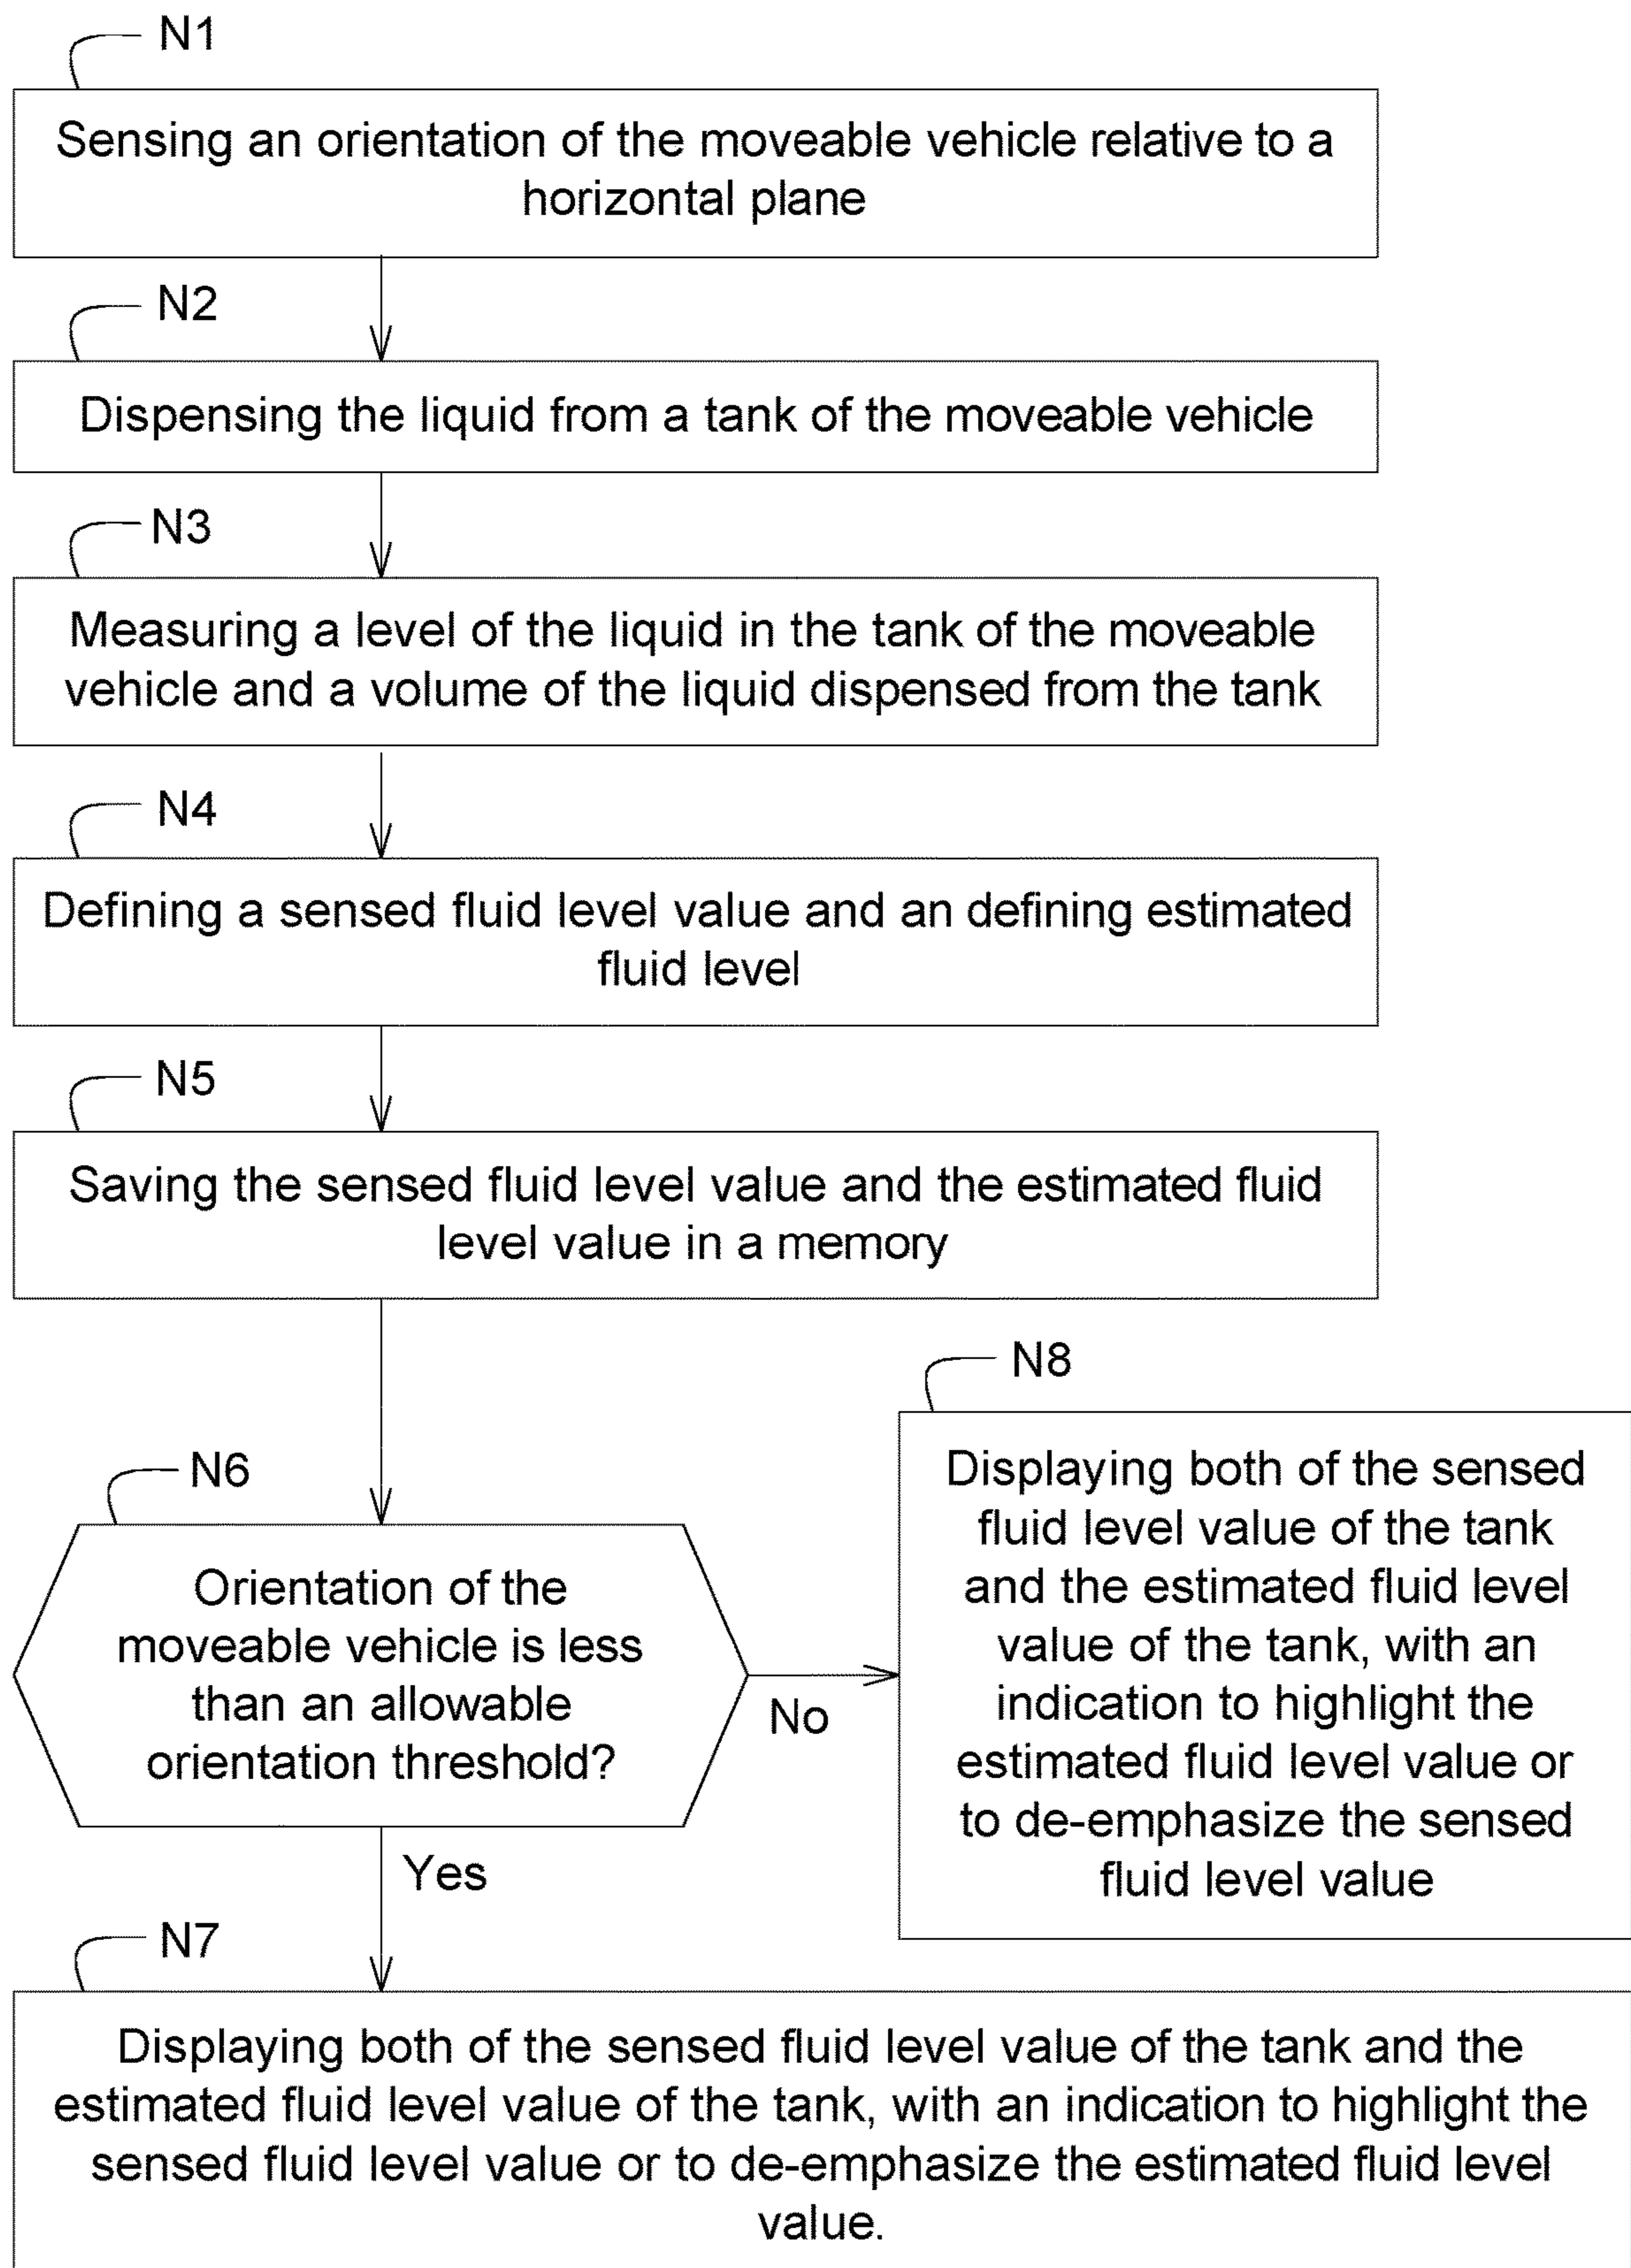 N1
Sensing an orientation of the moveable vehicle relative to a
horizontal plane
N2
Dispensing the liquid from a tank of the moveable vehicle
N3
Measuring a level of the liquid in the tank of the moveable
vehicle and a volume of the liquid dispensed from the tank
N4
Defining a sensed fluid level value and an defining estimated
fluid level
N5
Saving the sensed fluid level value and the estimated fluid
level value in a memory
N6
Orientation of the
moveable vehicle is less
than an allowable
orientation threshold?
No
N8
Displaying both of the sensed
fluid level value of the tank
and the estimated fluid level
value of the tank, with an
indication to highlight the
estimated fluid level value or
to de-emphasize the sensed
fluid level value
Yes
N7
Displaying both of the sensed fluid level value of the tank and the
estimated fluid level value of the tank, with an indication to highlight the
sensed fluid level value or to de-emphasize the estimated fluid level
value.